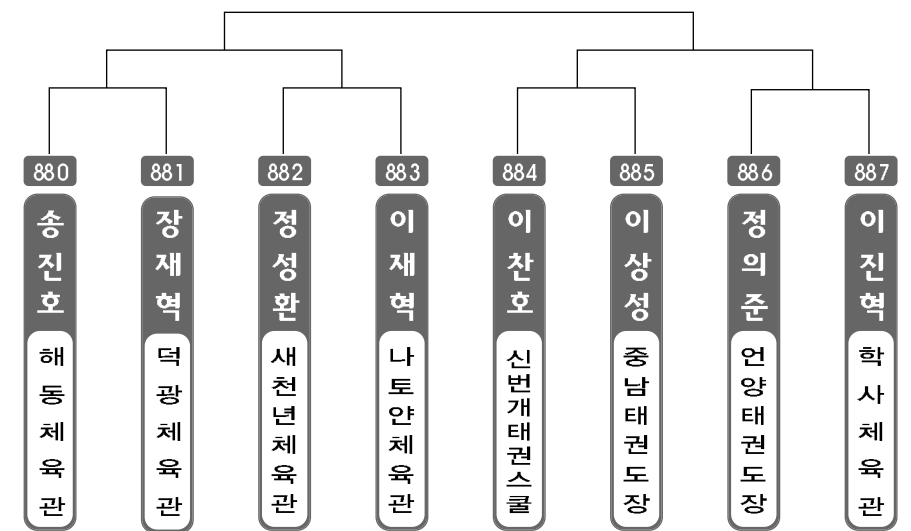 880
송진호
해동체육관
881
장재혁
덕광체육관
882
정성환
새천년체육관
883
이재혁
나토얀체육관
884
이찬호
신번개태권스쿨
885
이상성
중남태권도장
886
정의준
언양태권도장
887
이진혁
학사체육관